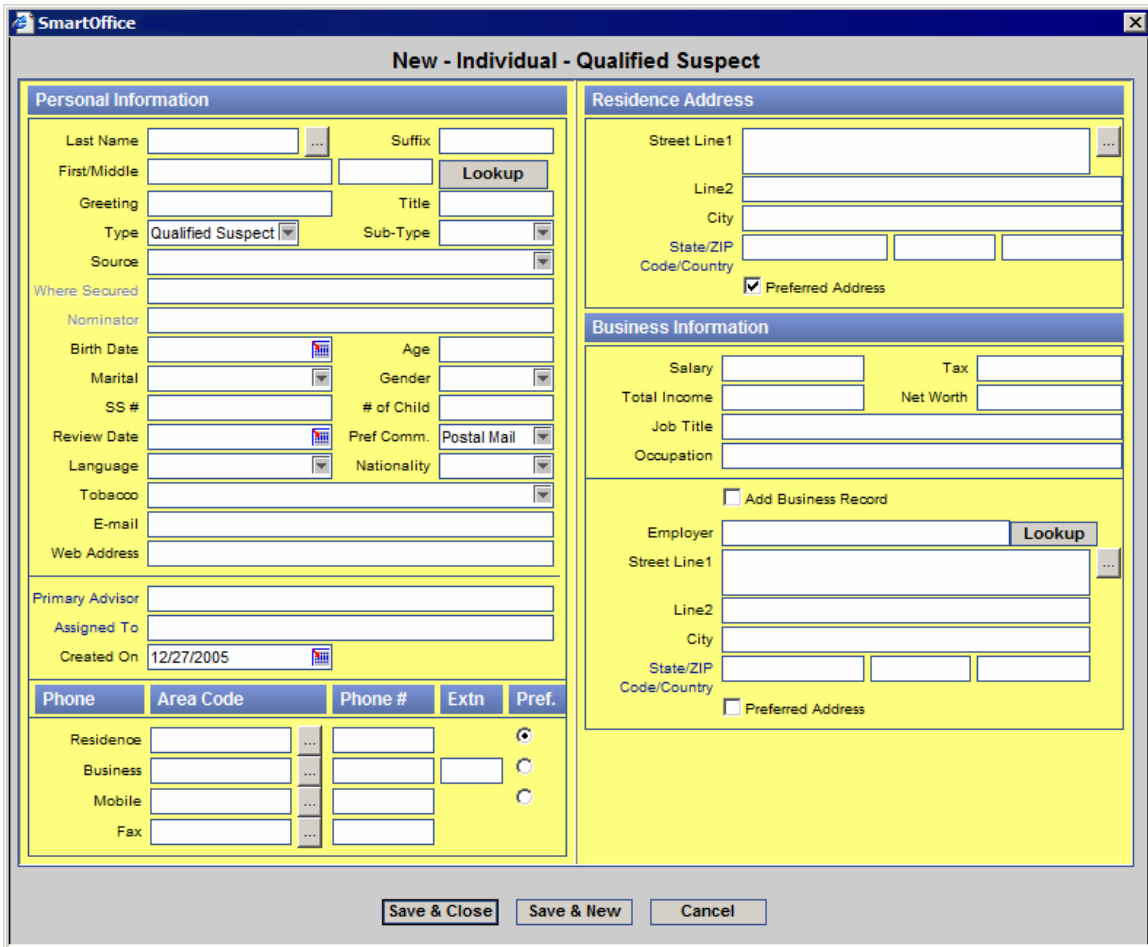 SmartOffice
New - Individual - Qualified Suspect
Personal Information
Last Name ... Suffix
First/Middle Lookup
Greeting Title
Type Qualified Suspect Sub-Type
Source
Where Secured
Nominator
Birth Date Age
Marital Gender
SS # # of Child
Review Date Pref Comm. Postal Mail
Language Nationality
Tobacco
E-mail
Web Address
Primary Advisor
Assigned To
Created On 12/27/2005
Phone Area Code Phone # Extn Pref.
Residence ...
Business ...
Mobile ...
Fax ...
Residence Address
Street Line1 ...
Line2
City
State/ZIP
Code/Country
Preferred Address
Business Information
Salary Tax
Total Income Net Worth
Job Title
Occupation
Add Business Record
Employer Lookup
Street Line1 ...
Line2
City
State/ZIP
Code/Country
Preferred Address
Save & Close Save & New Cancel